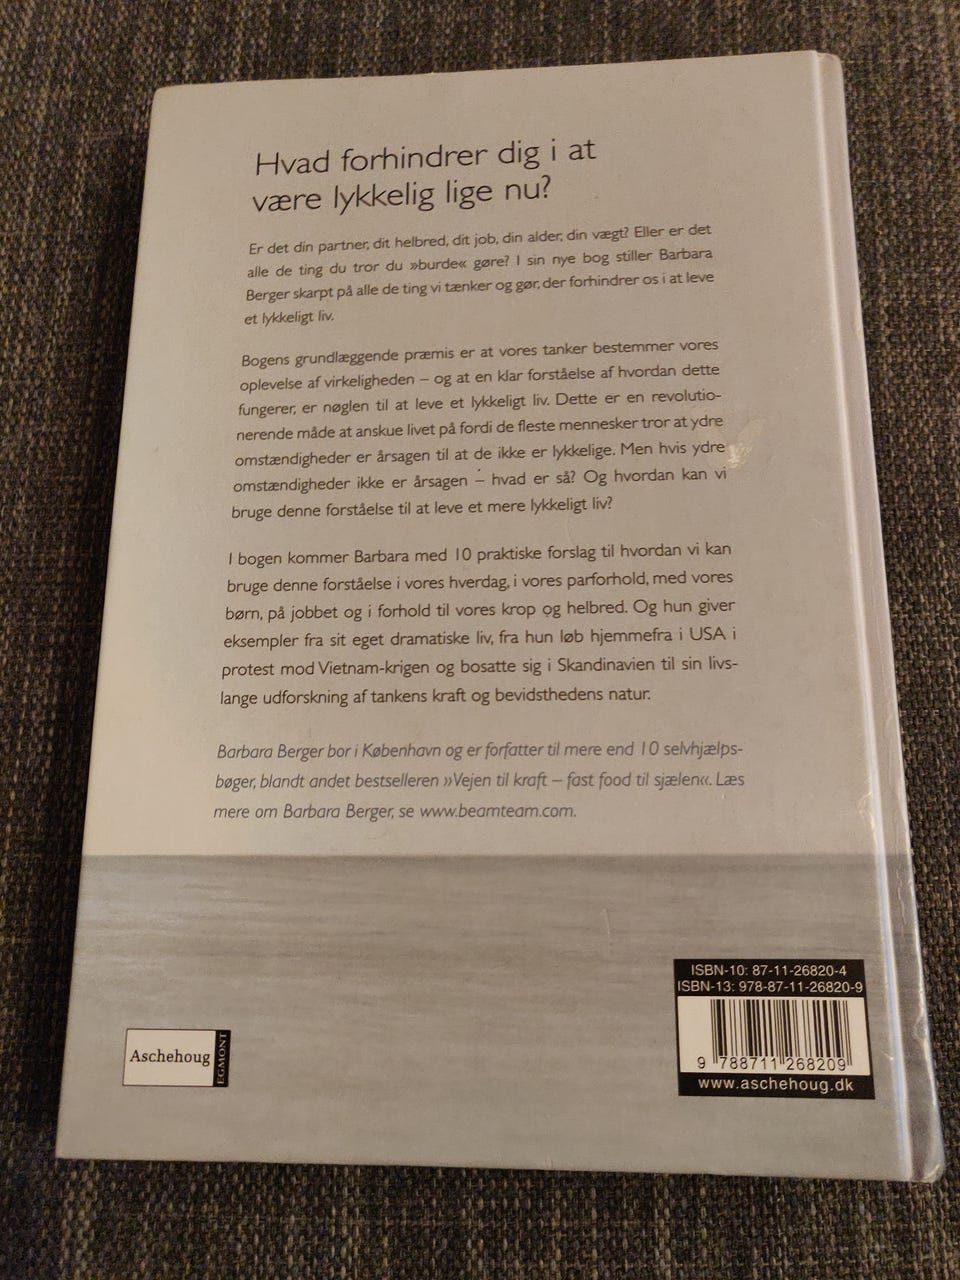 Hvad forhindrer dig i at
være lykkelig lige nu?
Er det din partner, dit helbred, dit job, din alder, din vægt? Eller er det
alle de ting du tror du »burde« gøre? I sin nye bog stiller Barbara
Berger skarpt på alle de ting vi tænker og gør, der forhindrer os i at leve
et lykkeligt liv.
Bogens grundlæggende præmis er at vores tanker bestemmer vores
oplevelse af virkeligheden – og at en klar forståelse af hvordan dette
fungerer, er nøglen til at leve et lykkeligt liv. Dette er en revolutio-
nerende måde at anskue livet på fordi de fleste mennesker tror at ydre
omstændigheder er årsagen til at de ikke er lykkelige. Men hvis ydre
omstændigheder ikke er årsagen – hvad er så? Og hvordan kan vi
bruge denne forståelse til at leve et mere lykkeligt liv?
I bogen kommer Barbara med 10 praktiske forslag til hvordan vi kan
bruge denne forståelse i vores hverdag, i vores parforhold, med vores
børn, på jobbet og i forhold til vores krop og helbred. Og hun giver
eksempler fra sit eget dramatiske liv, fra hun løb hjemmefra i USA i
protest mod Vietnam-krigen og bosatte sig i Skandinavien til sin livs-
lange udforskning af tankens kraft og bevidsthedens natur.
Barbara Berger bor i København og er forfatter til mere end 10 selvhjælps-
bøger, blandt andet bestselleren »Vejen til kraft – fast food til sjælen«. Læs
mere om Barbara Berger, se www.beamteam.com.
ISBN-10: 87-11-26820-4
ISBN-13: 978-87-11-26820-9
9 788711 268209
www.aschehoug.dk
Aschehoug
EGMONT